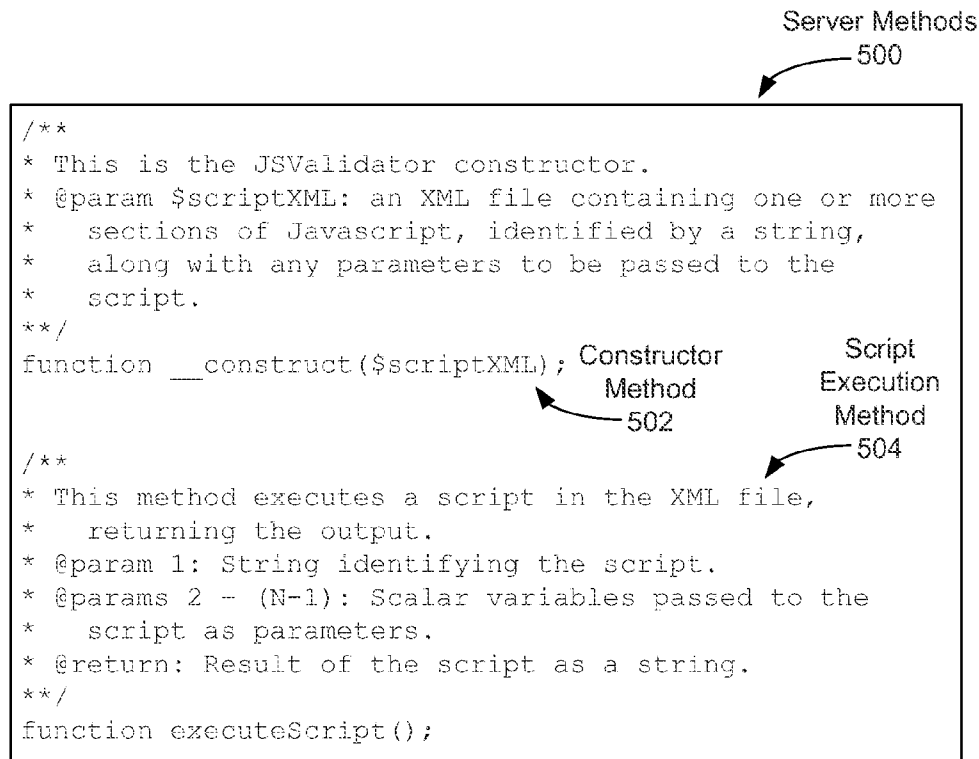 Server Methods
500
/**
* This is the JSValidator constructor.
* @param $scriptXML: an XML file containing one or more
*   sections of Javascript, identified by a string,
*   along with any parameters to be passed to the
*   script.
**/
function __construct($scriptXML);
Constructor
Method
502
Script
Execution
Method
504
/**
* This method executes a script in the XML file,
*   returning the output.
* @param 1: String identifying the script.
* @params 2 - (N-1): Scalar variables passed to the
*   script as parameters.
* @return: Result of the script as a string.
**/
function executeScript();